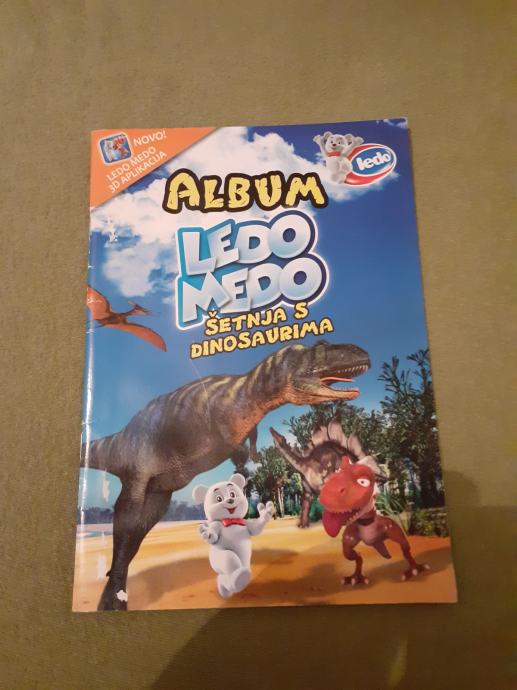 NOVO!
LEDO MEDO
3D APLIKACIJA
ledo
ALBUM
LEDO
MEDO
ŠETNJA S
DINOSAURIMA